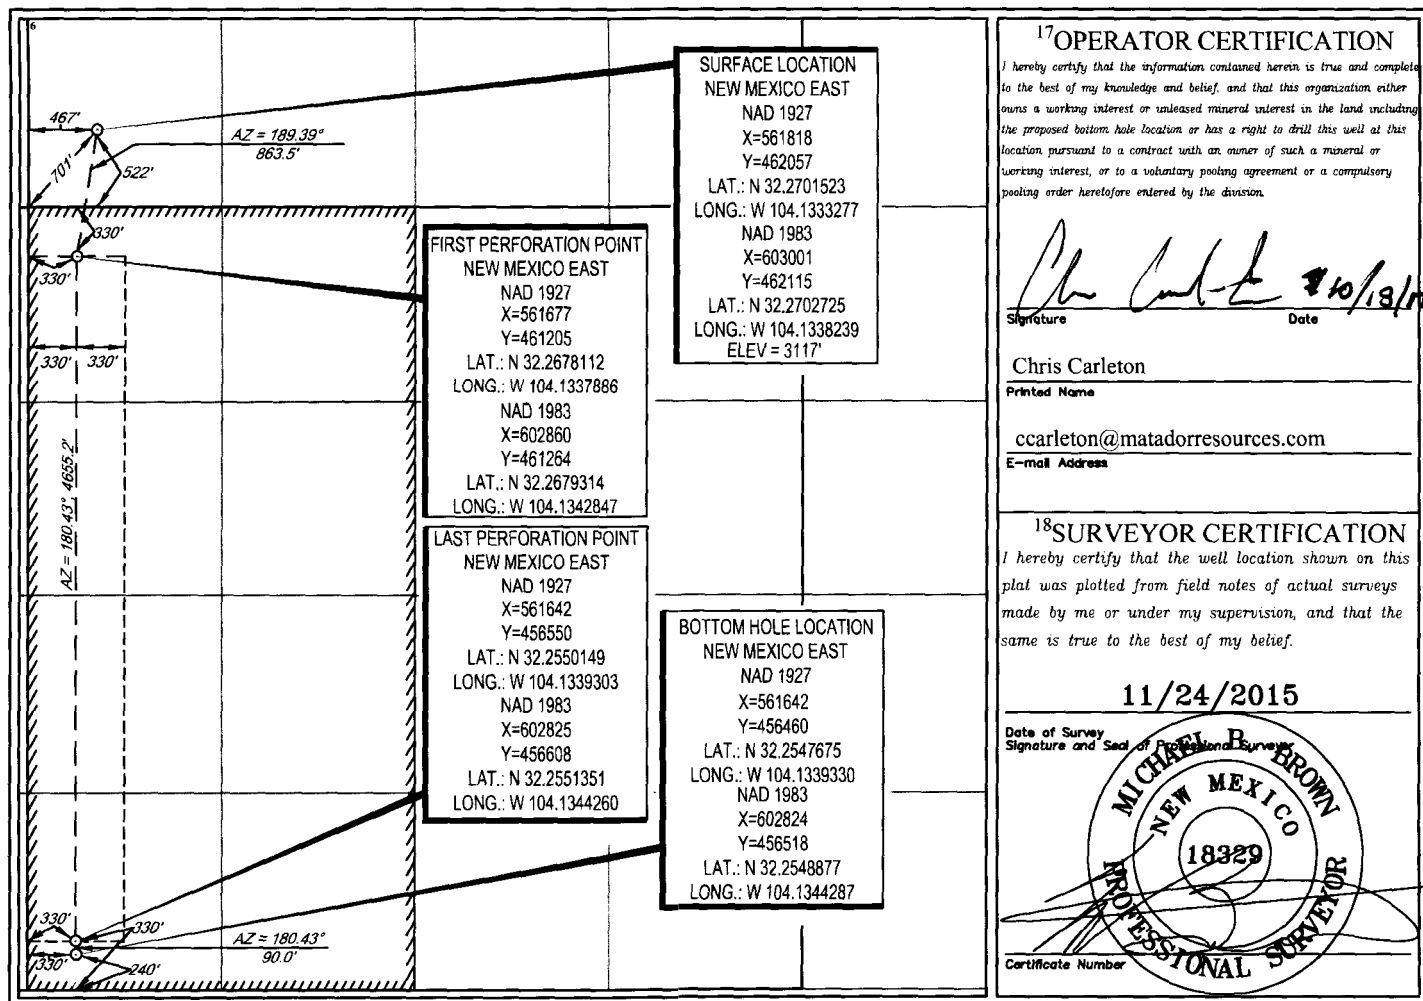 16
467'
AZ = 189.39°
863.5'
701'
522'
330'
330'
330'
330'
AZ = 180.43°, 4655.2'
330'
330'
AZ = 180.43°
90.0'
330'
240'
SURFACE LOCATION
NEW MEXICO EAST
NAD 1927
X=561818
Y=462057
LAT.: N 32.2701523
LONG.: W 104.1333277
NAD 1983
X=603001
Y=462115
LAT.: N 32.2702725
LONG.: W 104.1338239
ELEV = 3117'
FIRST PERFORATION POINT
NEW MEXICO EAST
NAD 1927
X=561677
Y=461205
LAT.: N 32.2678112
LONG.: W 104.1337886
NAD 1983
X=602860
Y=461264
LAT.: N 32.2679314
LONG.: W 104.1342847
LAST PERFORATION POINT
NEW MEXICO EAST
NAD 1927
X=561642
Y=456550
LAT.: N 32.2550149
LONG.: W 104.1339303
NAD 1983
X=602825
Y=456608
LAT.: N 32.2551351
LONG.: W 104.1344260
BOTTOM HOLE LOCATION
NEW MEXICO EAST
NAD 1927
X=561642
Y=456460
LAT.: N 32.2547675
LONG.: W 104.1339330
NAD 1983
X=602824
Y=456518
LAT.: N 32.2548877
LONG.: W 104.1344287
17OPERATOR CERTIFICATION
I hereby certify that the information contained herein is true and complete
to the best of my knowledge and belief, and that this organization either
owns a working interest or unleased mineral interest in the land including
the proposed bottom hole location or has a right to drill this well at this
location pursuant to a contract with an owner of such a mineral or
working interest, or to a voluntary pooling agreement or a compulsory
pooling order heretofore entered by the division.
10/18/
Signature Date
Chris Carleton
Printed Name
ccarleton@matadorresources.com
E-mail Address
18SURVEYOR CERTIFICATION
I hereby certify that the well location shown on this
plat was plotted from field notes of actual surveys
made by me or under my supervision, and that the
same is true to the best of my belief.
11/24/2015
Date of Survey
Signature and Seal of Professional Surveyor
MICHAEL B. BROWN
NEW MEXICO
18329
PROFESSIONAL SURVEYOR
Certificate Number